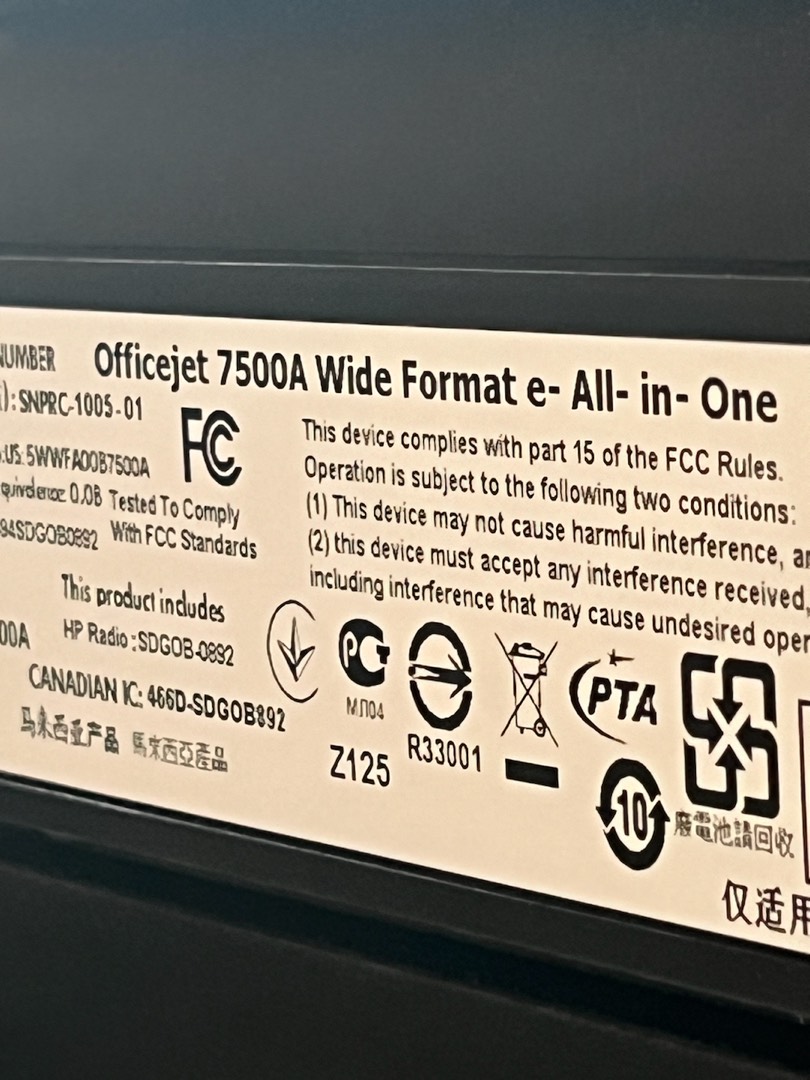 NUMBER
Officejet 7500A Wide Format e- All- in- One
): SNPRC-1005-01
FC
US: 5WWFA00B7500A
0.0B
Tested To Comply
With FCC Standards
94SDGOB0892
This device complies with part 15 of the FCC Rules.
Operation is subject to the following two conditions:
(1) This device may not cause harmful interference,
(2) this device must accept any interference received,
including interference that may cause undesired
This product includes
HP Radio : SDGOB-0892
00A
CANADIAN IC: 466D-SDGOB892
马来西亚产品 馬來西亞產品
МЛ04
Z125
R33001
PTA
10
廢電池請回收
仅适用